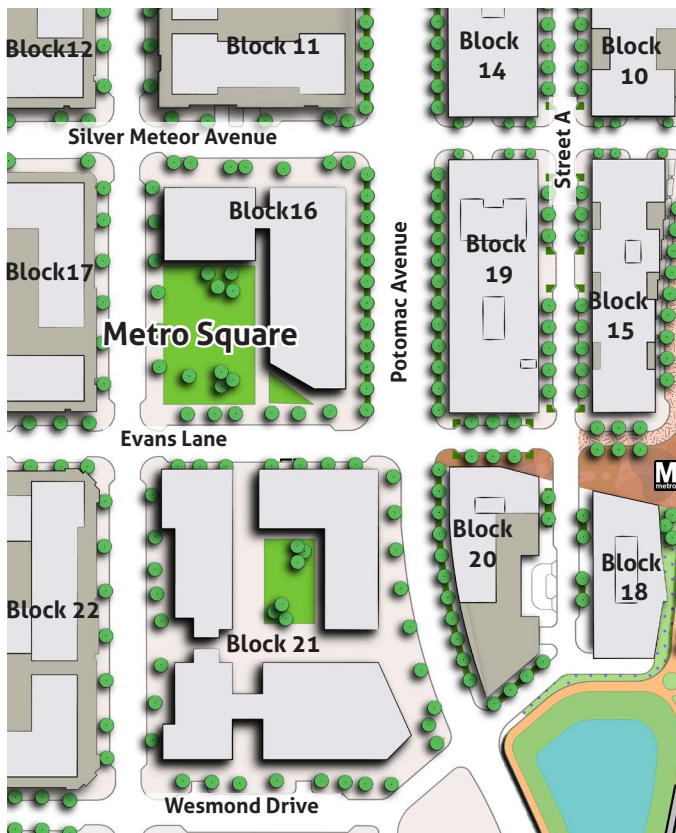 Block12
Block 11
Block
14
Block
10
Silver Meteor Avenue
Street A
Block16
Block17
Block
19
Block
15
Metro Square
Potomac Avenue
Evans Lane
M
metro
Block
20
Block
18
Block 22
Block 21
Wesmond Drive